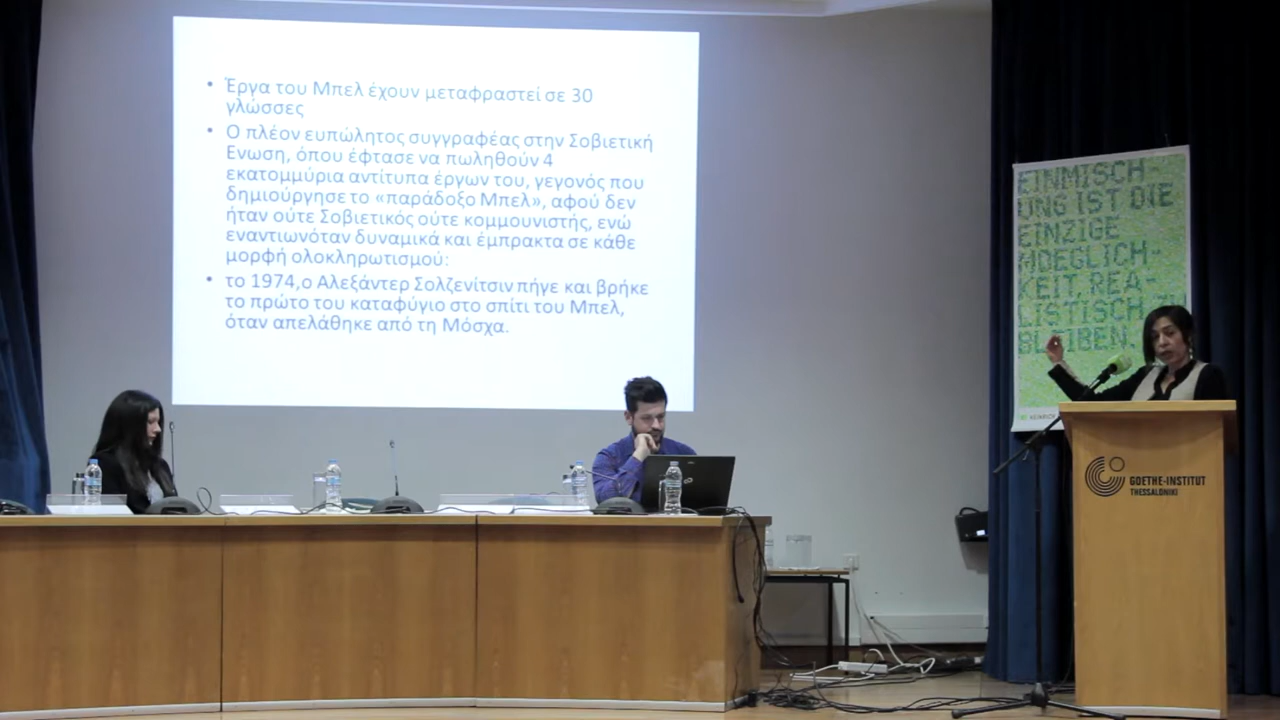 • Έργα του Μπελ έχουν μεταφραστεί σε 30
γλώσσες
• Ο πλέον ευπώλητος συγγραφέας στην Σοβιετική
Ενωση, όπου έφτασε να πωληθούν 4
εκατομμύρια αντίτυπα έργων του, γεγονός που
δημιούργησε το «παράδοξο Μπελ», αφού δεν
ήταν ούτε Σοβιετικός ούτε κομμουνιστής, ενώ
εναντιωνόταν δυναμικά και έμπρακτα σε κάθε
μορφή ολοκληρωτισμού:
• το 1974,ο Αλεξάντερ Σολζενίτσιν πήγε και βρήκε
το πρώτο του καταφύγιο στο σπίτι του Μπελ,
όταν απελάθηκε από τη Μόσχα.
EINMISCH-
UNG IST DIE
EINZIGE
MOEGLICH-
KEIT, REA-
LISTISCH
BLEIBEN.
HEINRICH
GOETHE-INSTITUT
THESSALONIKI